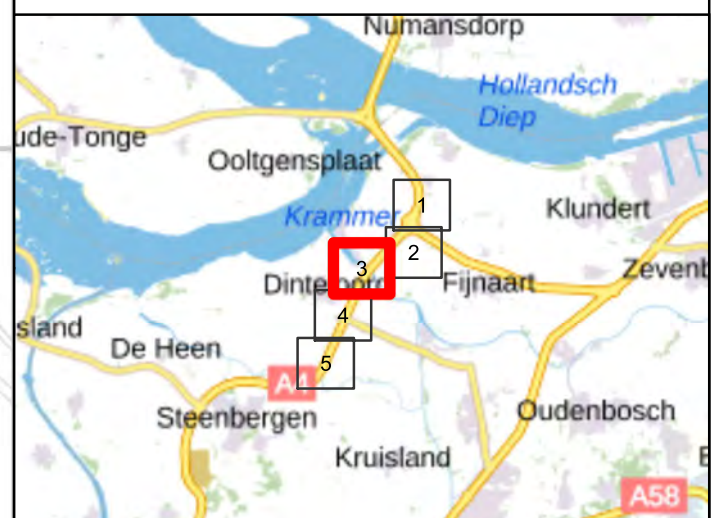 Numansdorp
Hollandsch
Diep
ude-Tonge
Ooltgensplaat
1
Krammer
Klundert
2
3
Zevenb
Dinteloord
Fijnaart
4
sland
De Heen
5
A4
Steenbergen
Oudenbosch
Kruisland
A58